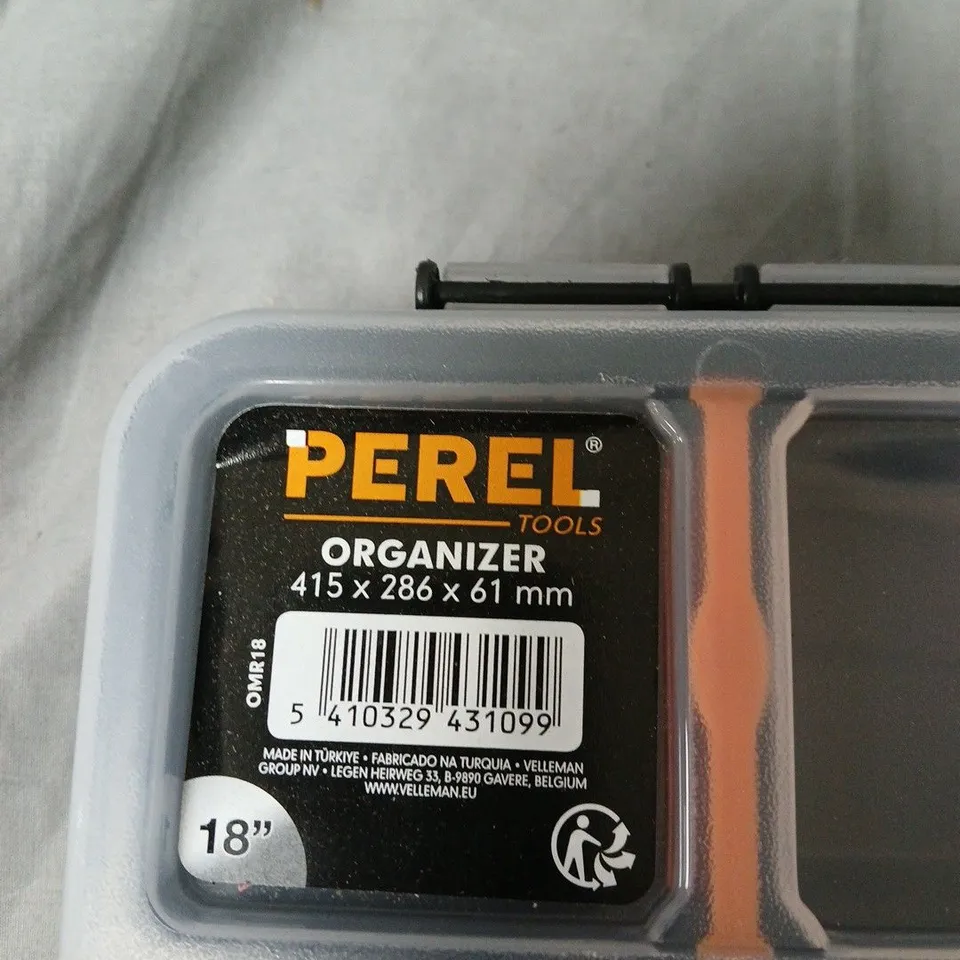 PEREL®
TOOLS
ORGANIZER
415 x 286 x 61 mm
OMR18
5 410329 431099
MADE IN TÜRKIYE • FABRICADO NA TURQUIA • VELLEMAN
GROUP NV • LEGEN HEIRWEG 33, B-9890 GAVERE, BELGIUM
WWW.VELLEMAN.EU
18”